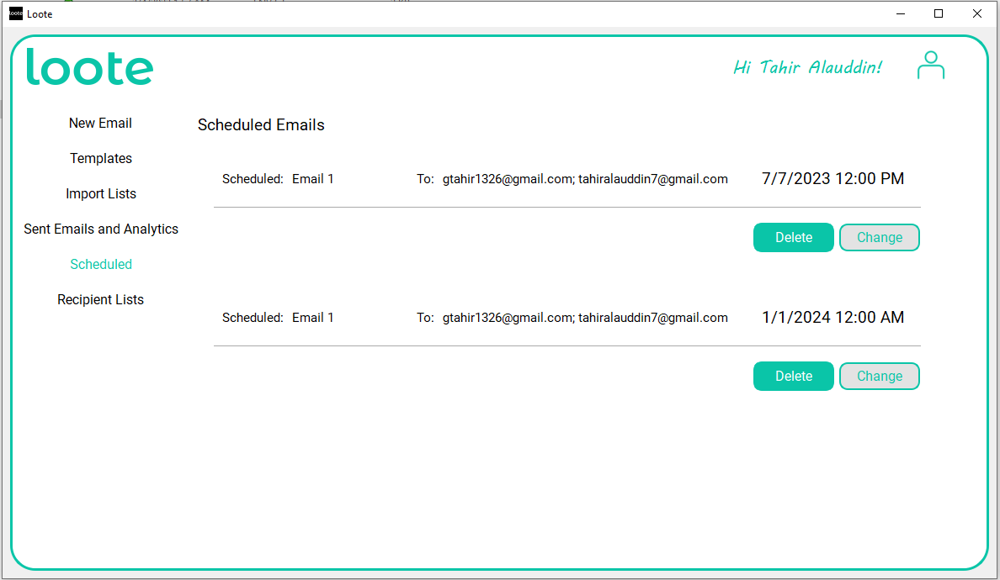 loote Loote
loote
Hi Tahir Alauddin!
New Email
Templates
Import Lists
Sent Emails and Analytics
Scheduled
Recipient Lists
Scheduled Emails
Scheduled: Email 1 To: gtahir1326@gmail.com; tahiralauddin7@gmail.com 7/7/2023 12:00 PM
Delete Change
Scheduled: Email 1 To: gtahir1326@gmail.com; tahiralauddin7@gmail.com 1/1/2024 12:00 AM
Delete Change